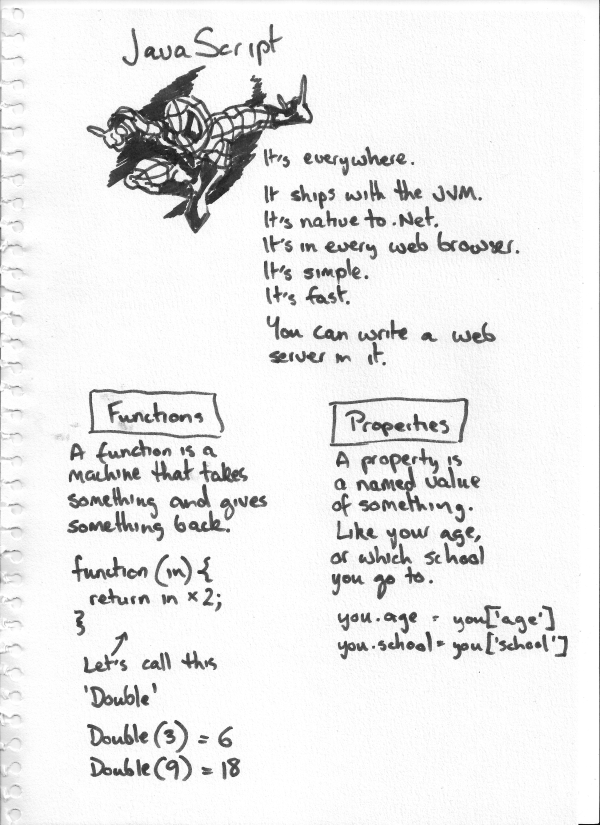 JavaScript
It's everywhere.
It ships with the JVM.
It's native to .Net.
It's in every web browser.
It's simple.
It's fast.
You can write a web
server in it.
Functions
A function is a
machine that takes
something and gives
something back.
function (in) {
return in × 2;
}
Let's call this
'Double'
Double(3) = 6
Double(9) = 18
Properties
A property is
a named value
of something.
Like your age,
or which school
you go to.
you.age = you['age']
you.school = you['school']